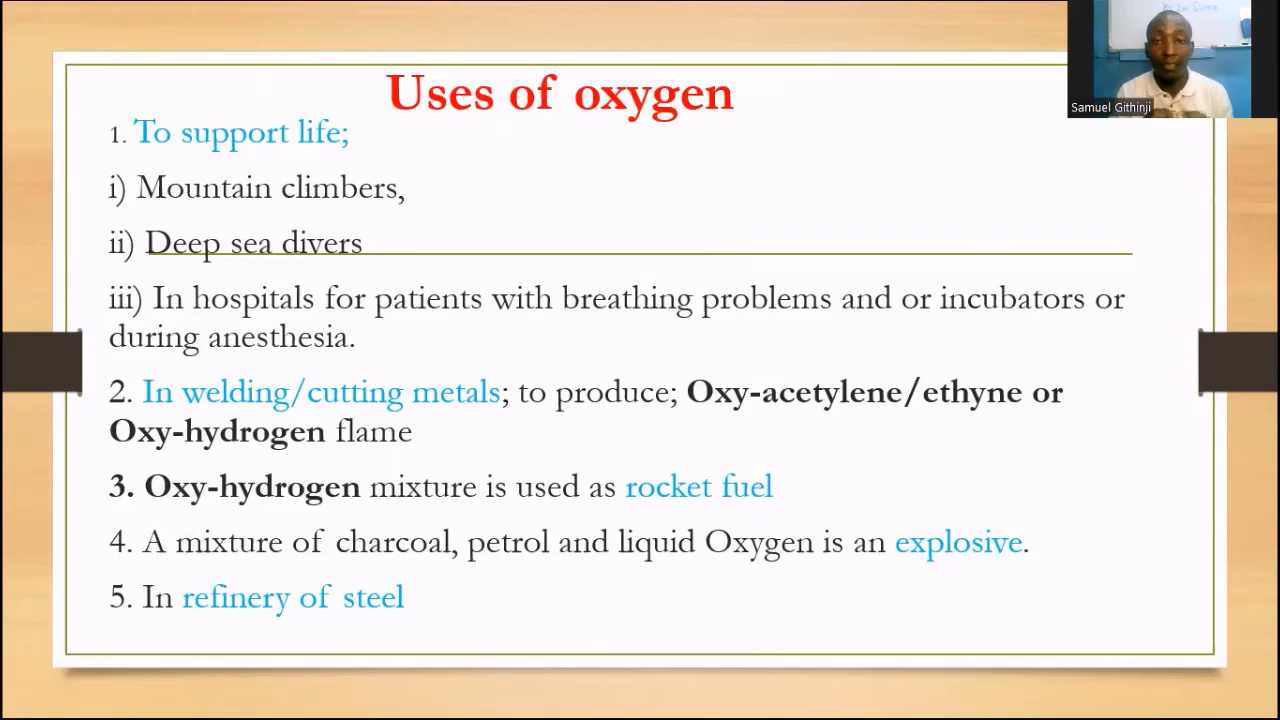 Uses of oxygen
1. To support life;
i) Mountain climbers,
ii) Deep sea divers
iii) In hospitals for patients with breathing problems and or incubators or
during anesthesia.
2. In welding/cutting metals; to produce; Oxy-acetylene/ethyne or
Oxy-hydrogen flame
3. Oxy-hydrogen mixture is used as rocket fuel
4. A mixture of charcoal, petrol and liquid Oxygen is an explosive.
5. In refinery of steel
Samuel Githinji